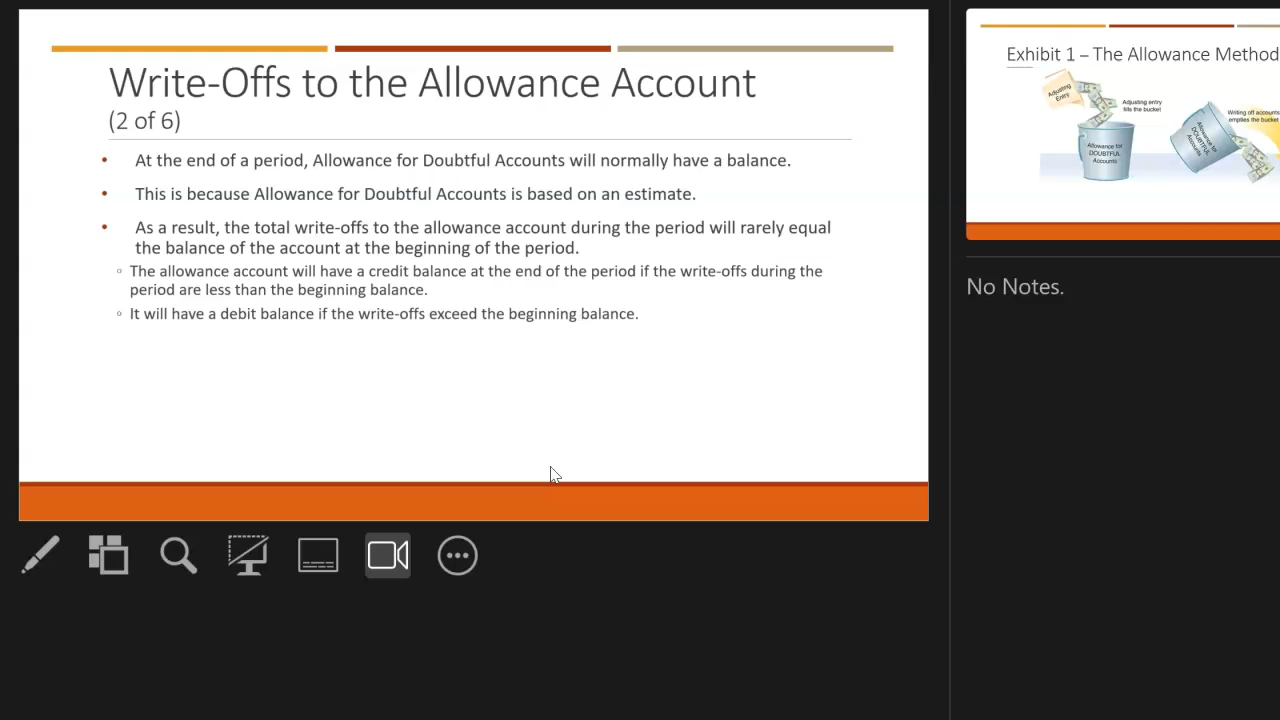 Write-Offs to the Allowance Account
(2 of 6)
• At the end of a period, Allowance for Doubtful Accounts will normally have a balance.
• This is because Allowance for Doubtful Accounts is based on an estimate.
• As a result, the total write-offs to the allowance account during the period will rarely equal
the balance of the account at the beginning of the period.
◦ The allowance account will have a credit balance at the end of the period if the write-offs during the
period are less than the beginning balance.
◦ It will have a debit balance if the write-offs exceed the beginning balance.
Exhibit 1 – The Allowance Method
Adjusting
Entry
Adjusting entry
fills the bucket
Allowance for
DOUBTFUL
Accounts
Writing off accounts
empties the bucket
Allowance for
DOUBTFUL
Accounts
No Notes.